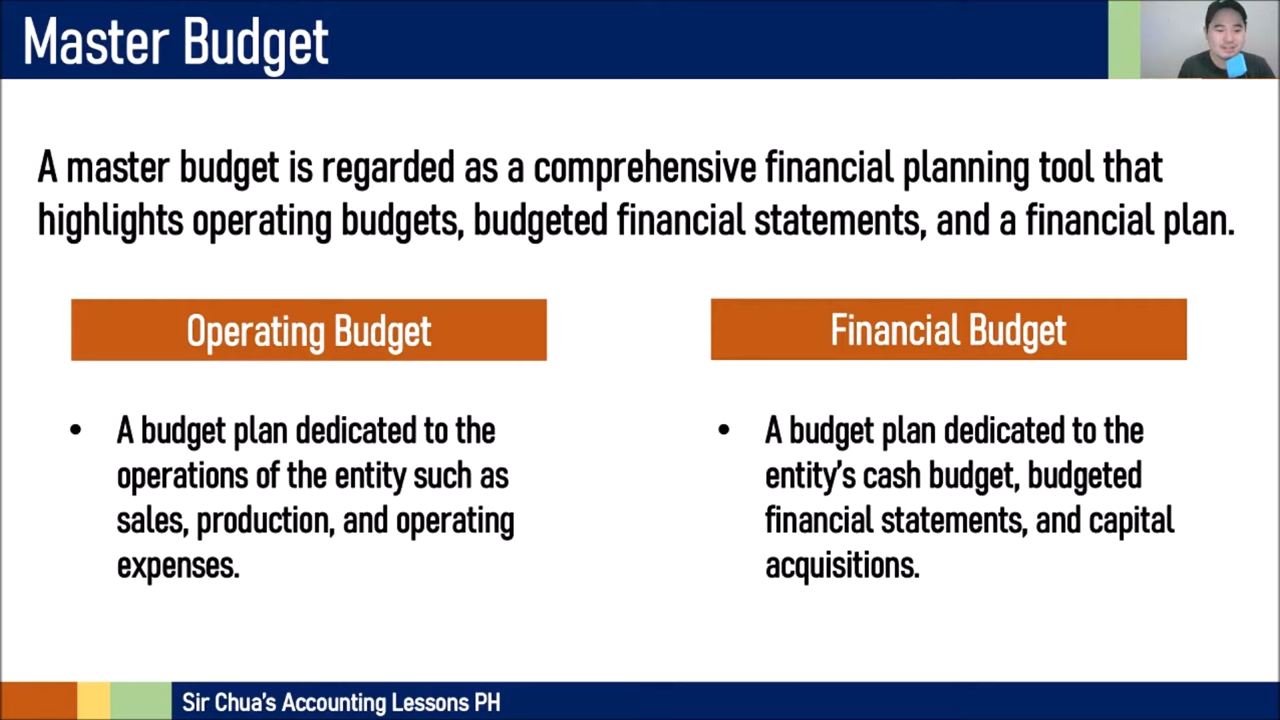 Master Budget
A master budget is regarded as a comprehensive financial planning tool that
highlights operating budgets, budgeted financial statements, and a financial plan.
Operating Budget
• A budget plan dedicated to the
operations of the entity such as
sales, production, and operating
expenses.
Financial Budget
• A budget plan dedicated to the
entity’s cash budget, budgeted
financial statements, and capital
acquisitions.
Sir Chua’s Accounting Lessons PH